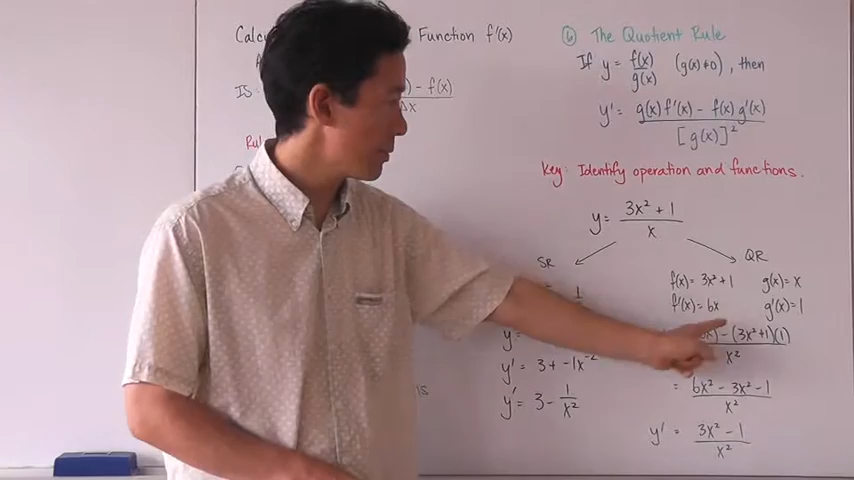 Function f'(x)
- f(x)
Δx
IS
⑥ The Quotient Rule
If y = f(x)/g(x) (g(x)≠0), then
y' = g(x)f'(x) - f(x)g'(x) / [g(x)]²
Key: Identify operation and functions.
y = 3x² + 1 / x
SR
QR
f(x) = 3x² + 1 g(x) = x
f'(x) = 6x g'(x) = 1
- (3x²+1)(1) / x²
y' = 3 + -1x⁻²
= 6x² - 3x² - 1 / x²
y' = 3 - 1/x²
y' = 3x² - 1 / x²